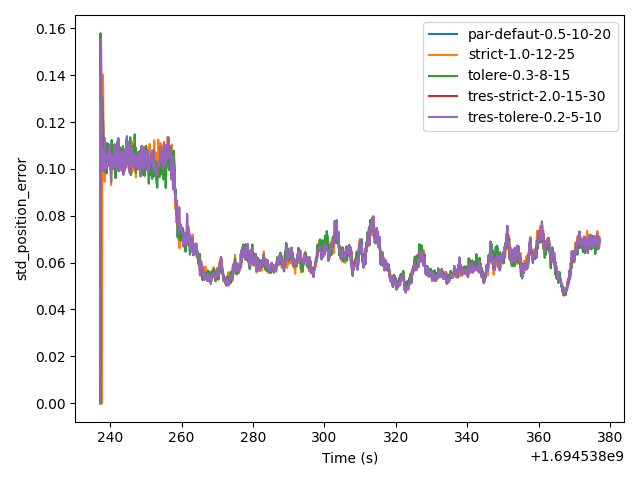 0.16
0.14
0.12
0.10
0.08
0.06
0.04
0.02
0.00
std_position_error
par-defaut-0.5-10-20
strict-1.0-12-25
tolere-0.3-8-15
tres-strict-2.0-15-30
tres-tolere-0.2-5-10
240 260 280 300 320 340 360 380
Time (s)
+1.694538e9